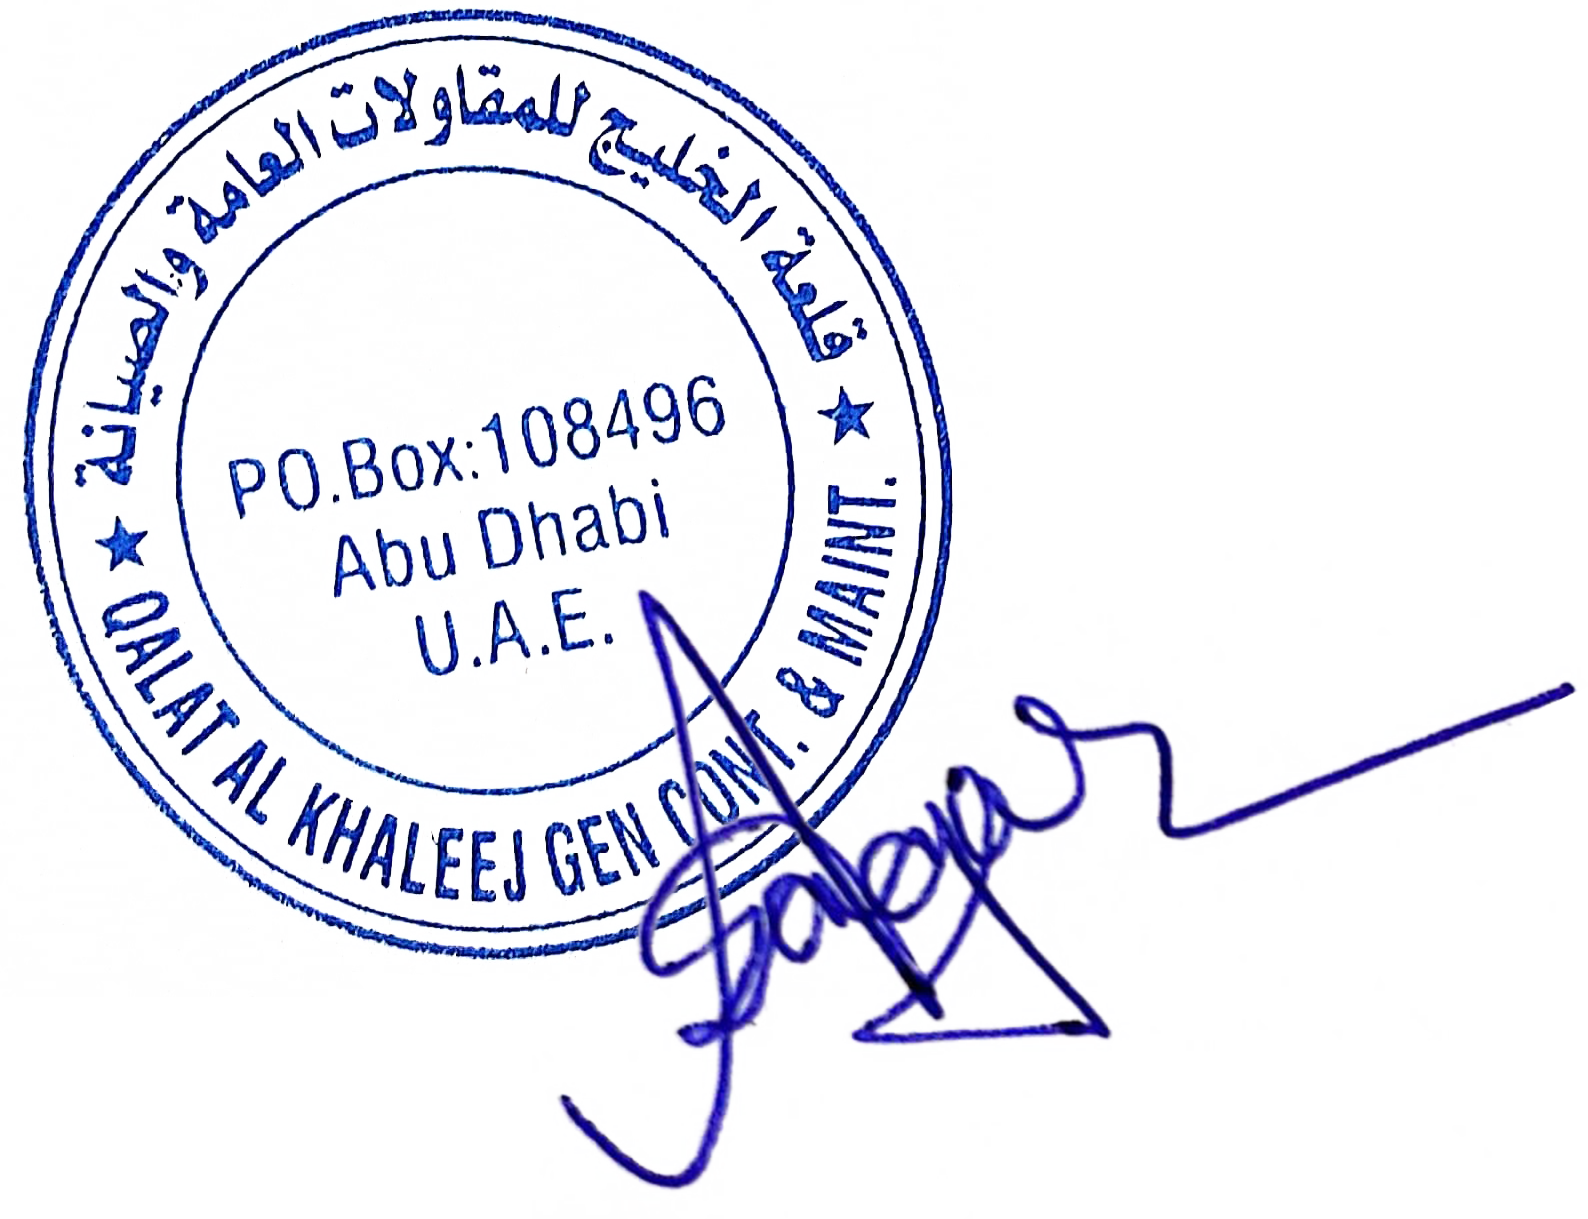 قلعة الخليج للمقاولات العامة والصيانة
PO.Box:108496
Abu Dhabi
U.A.E.
QALAT AL KHALEEJ GEN CONT. & MAINT.